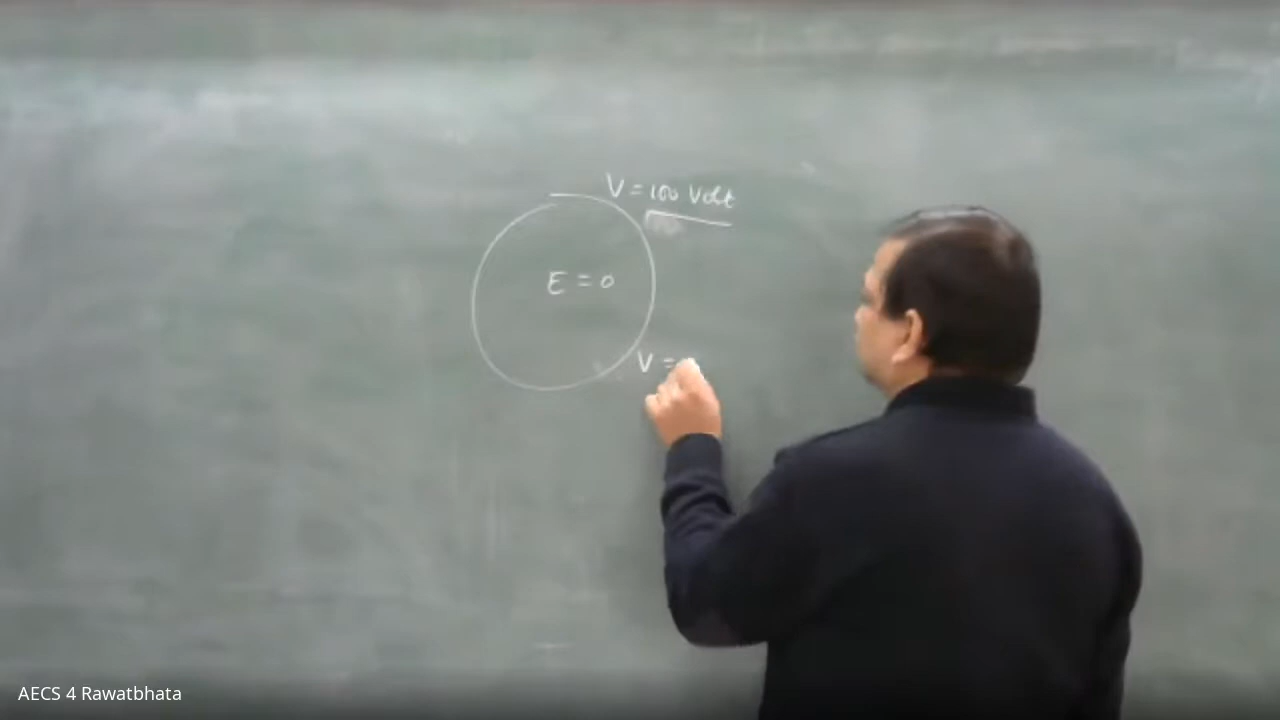 V = 100 Volt
E = 0
V =
AECS 4 Rawatbhata